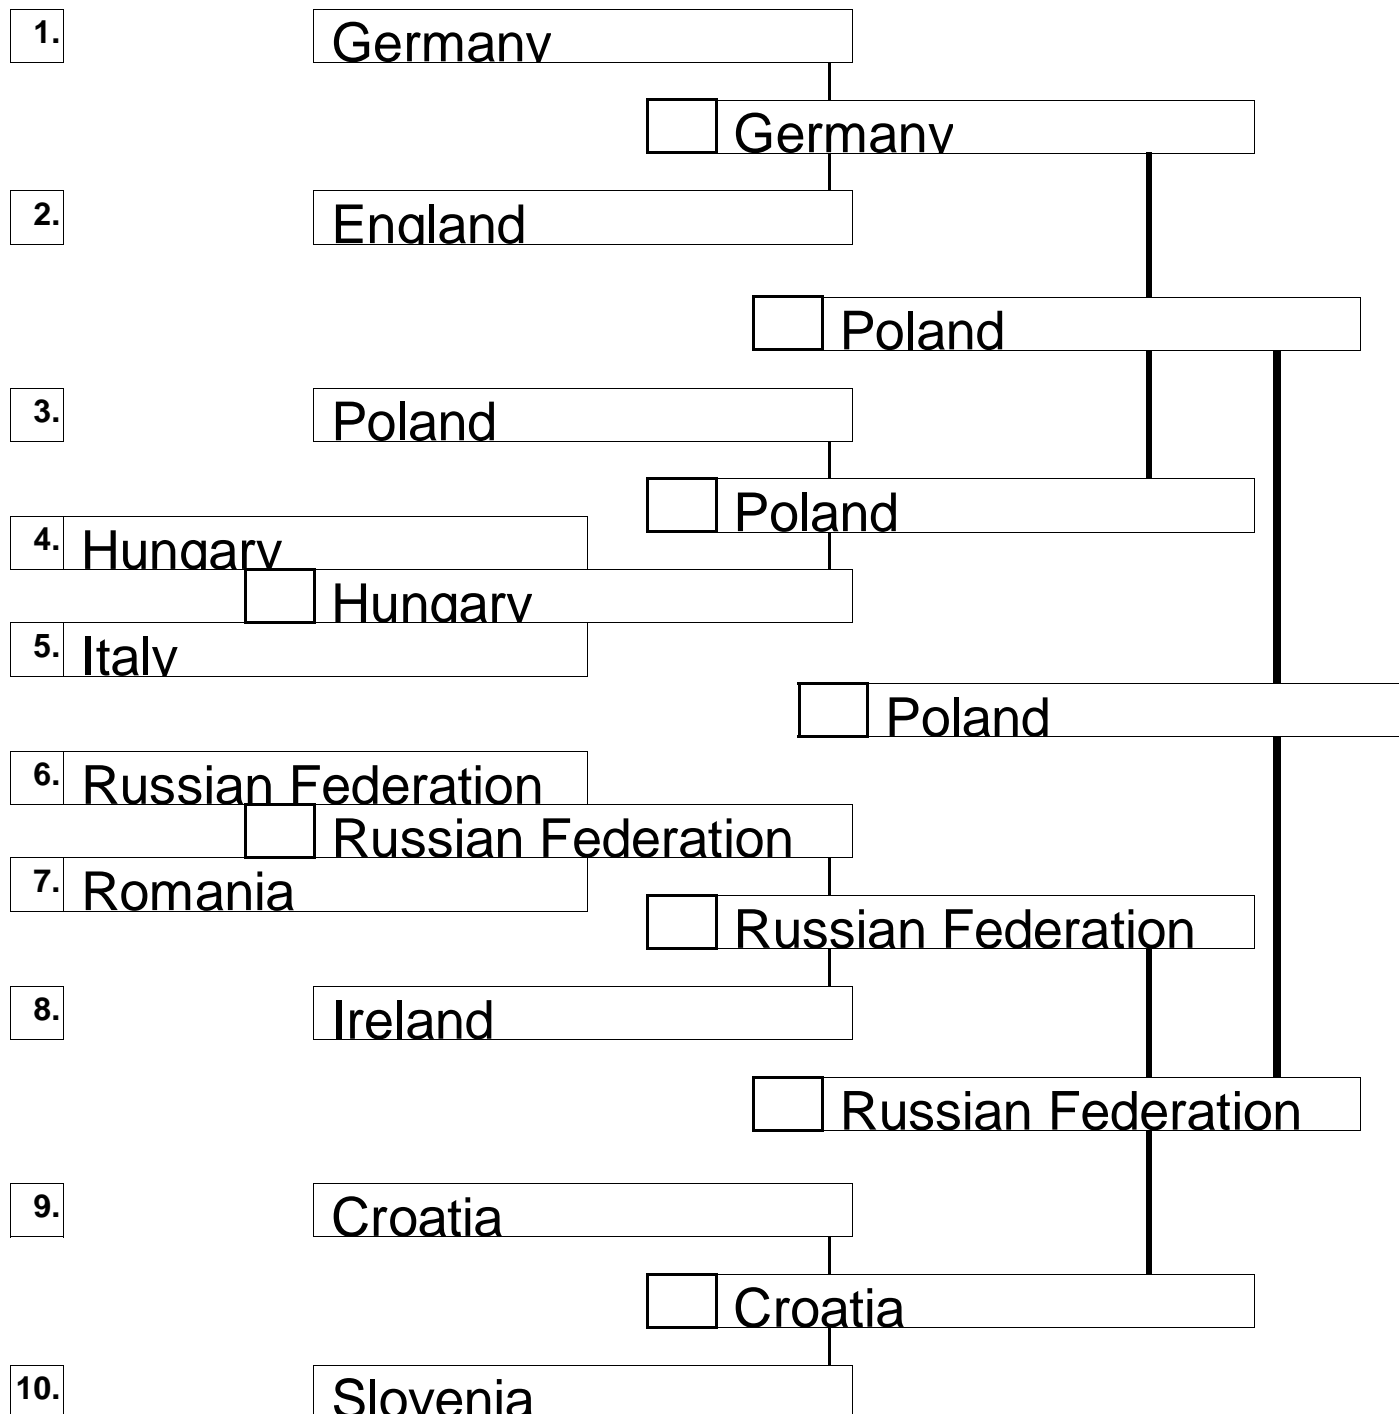 1. Germany
Germany
2. England
Poland
3. Poland
Poland
4. Hungary
Hungary
5. Italy
Poland
6. Russian Federation
Russian Federation
7. Romania
Russian Federation
8. Ireland
Russian Federation
9. Croatia
Croatia
10. Slovenia